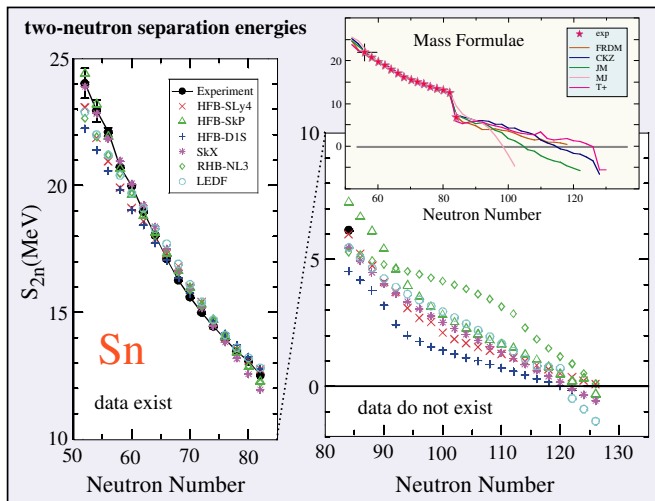 two-neutron separation energies
25
20
15
10
S2n(MeV)
50
60
70
80
Neutron Number
Experiment
HFB-SLy4
HFB-SkP
HFB-D1S
SkX
RHB-NL3
LEDF
Sn
data exist
Mass Formulae
exp
FRDM
CKZ
JM
MJ
T+
20
10
0
60
80
100
120
Neutron Number
10
5
0
data do not exist
80
90
100
110
120
130
Neutron Number